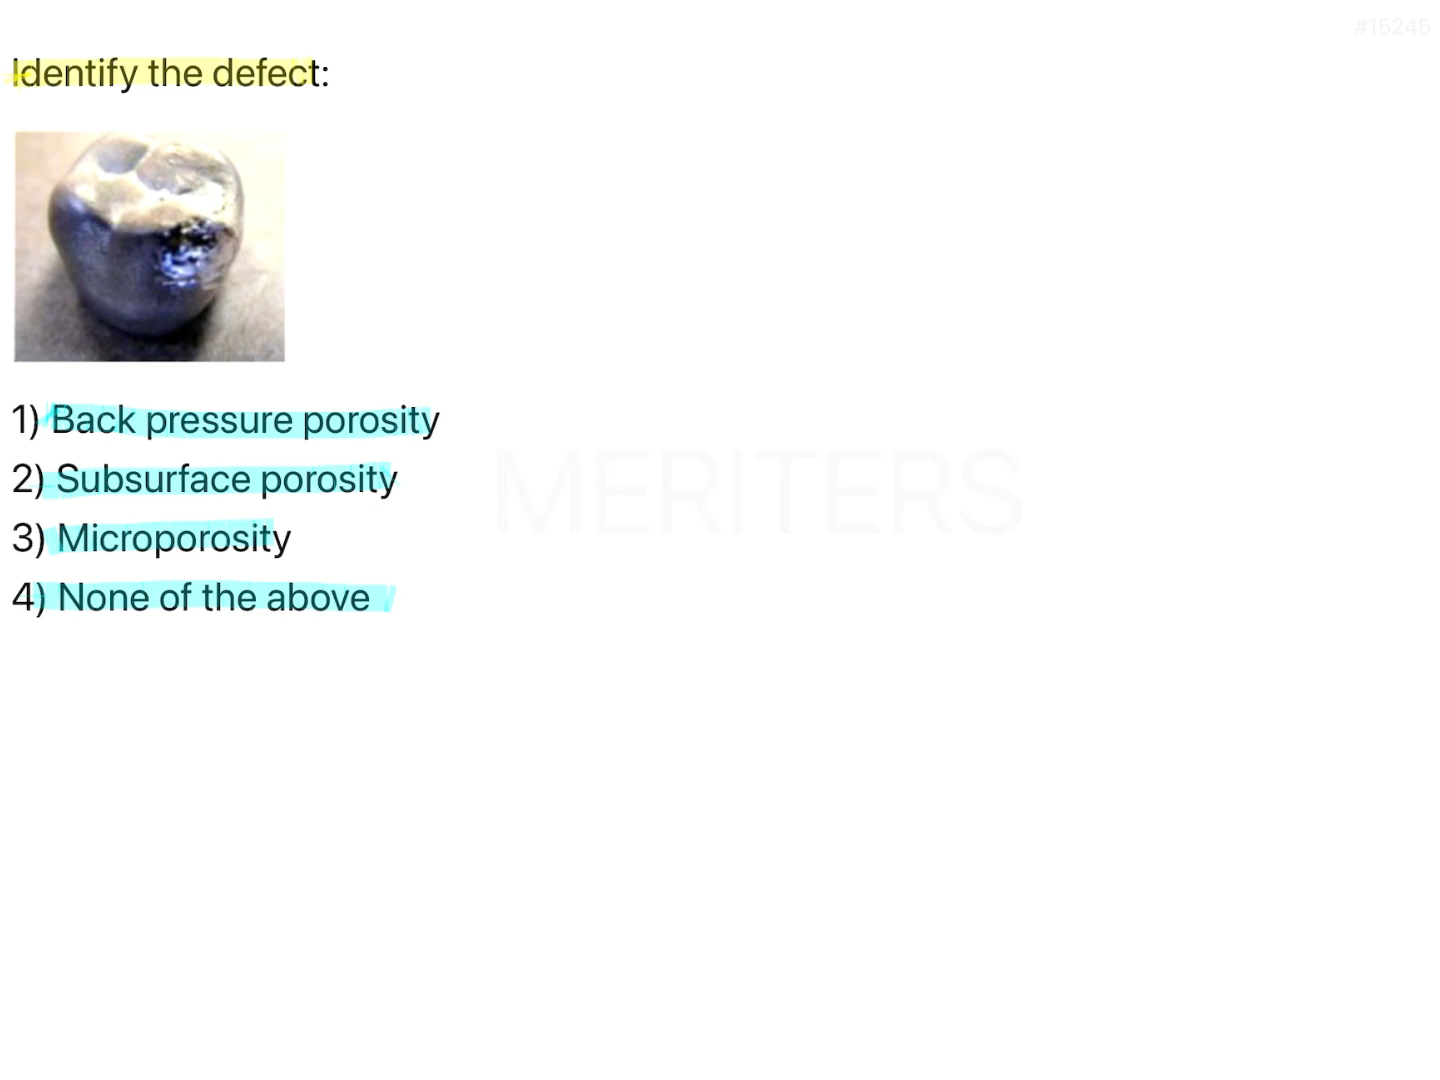 #15245
Identify the defect:
1) Back pressure porosity
2) Subsurface porosity
MERITERS
3) Microporosity
4) None of the above